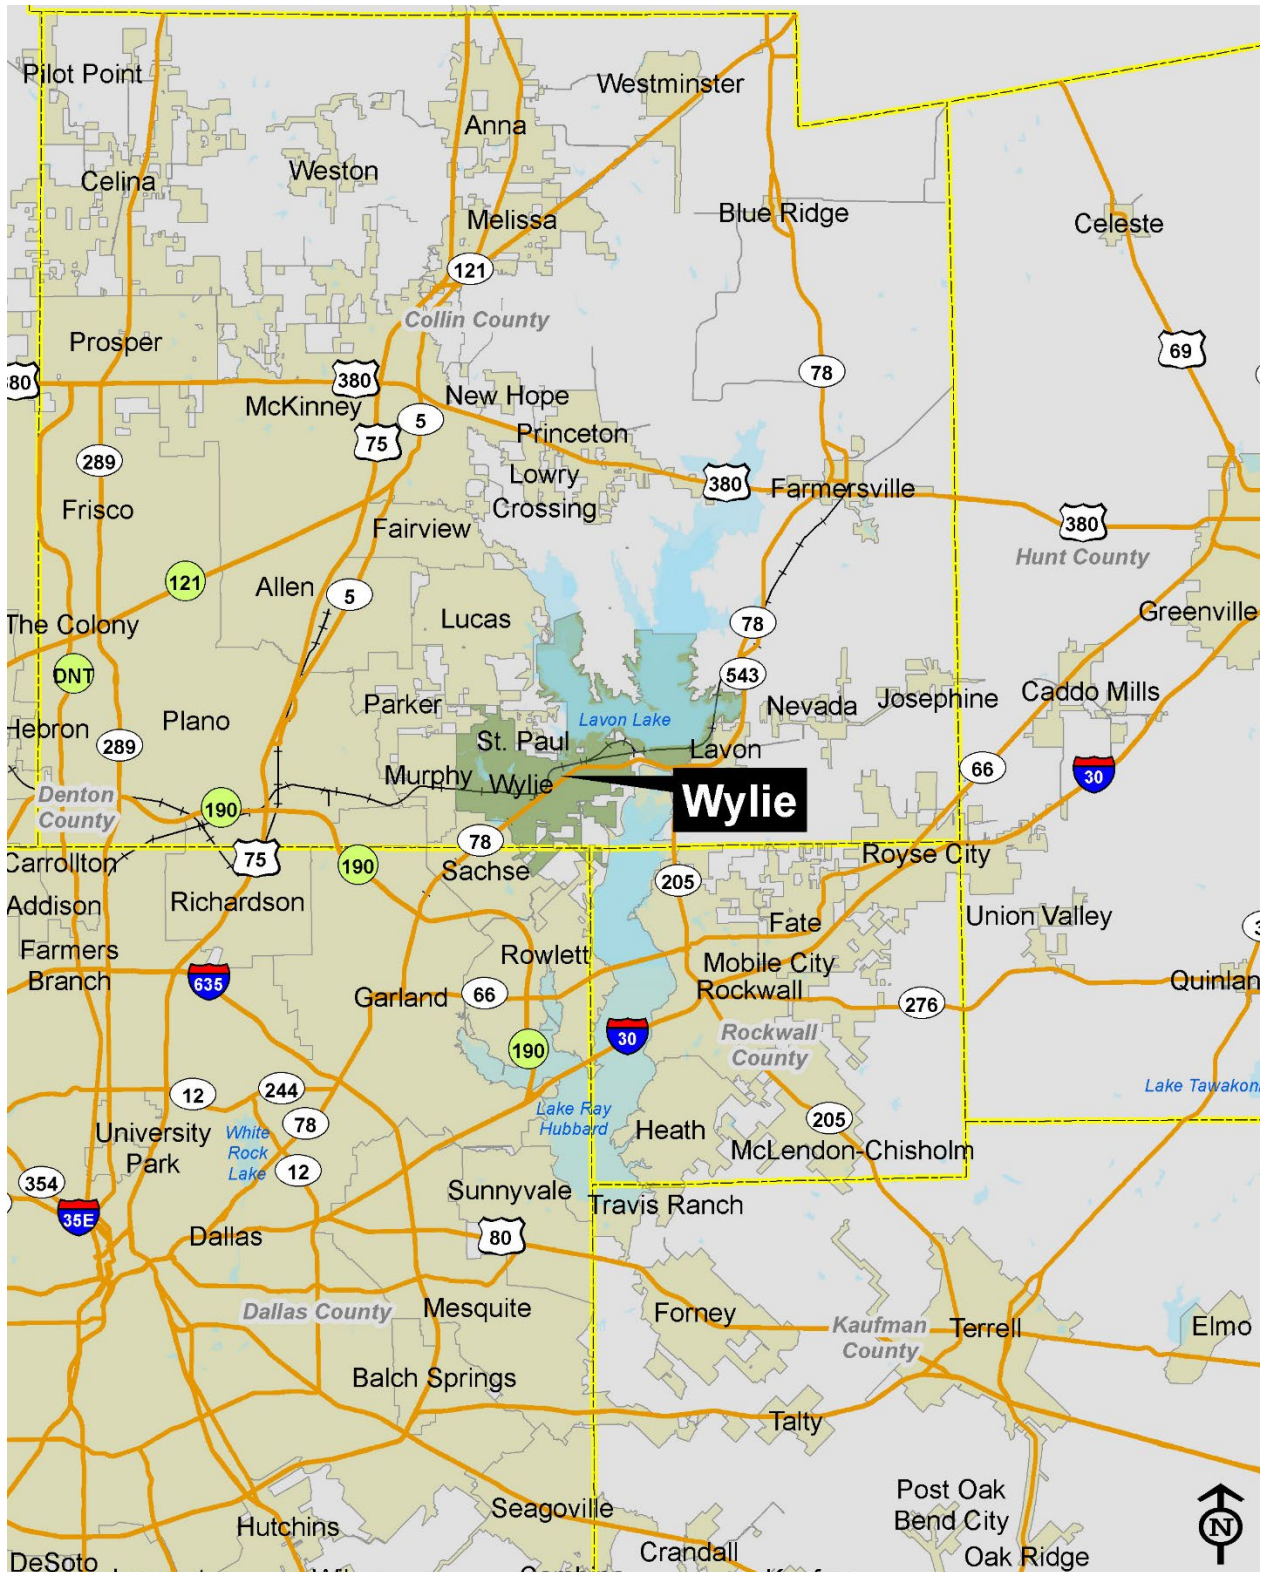 Pilot Point
Westminster
Anna
Weston
Celina
Blue Ridge
Melissa
Celeste
121
Collin County
Prosper
69
78
380
McKinney
New Hope
5
75
Princeton
289
Lowry
Crossing
380
Farmersville
Frisco
380
Fairview
Hunt County
121
Allen
5
Lucas
Greenville
The Colony
78
DNT
543
Parker
Nevada
Josephine
Caddo Mills
Hebron
Plano
289
St. Paul
Lavon Lake
Lavon
Murphy
Wylie
66
30
Denton
County
190
Wylie
78
75
190
Carrollton
Sachse
Royse City
205
Addison
Richardson
Fate
Union Valley
Farmers
Branch
Rowlett
Mobile City
635
Garland
66
Rockwall
276
Quinlan
30
190
Rockwall
County
12
244
Lake Tawakoni
78
Lake Ray
Hubbard
University
Park
White
Rock
Lake
12
Heath
205
McLendon-Chisholm
354
35E
Sunnyvale
Travis Ranch
Dallas
80
Dallas County
Mesquite
Forney
Kaufman
County
Terrell
Elmo
Balch Springs
Talty
Post Oak
Bend City
Seagoville
Hutchins
N
Crandall
Oak Ridge
DeSoto